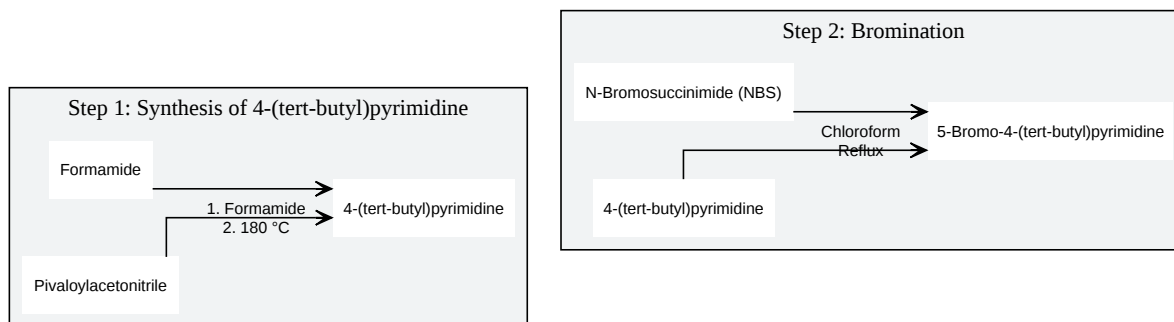 Step 1: Synthesis of 4-(tert-butyl)pyrimidine
Formamide
1. Formamide
2. 180 °C
4-(tert-butyl)pyrimidine
Pivaloylacetonitrile
Step 2: Bromination
N-Bromosuccinimide (NBS)
Chloroform
Reflux
5-Bromo-4-(tert-butyl)pyrimidine
4-(tert-butyl)pyrimidine